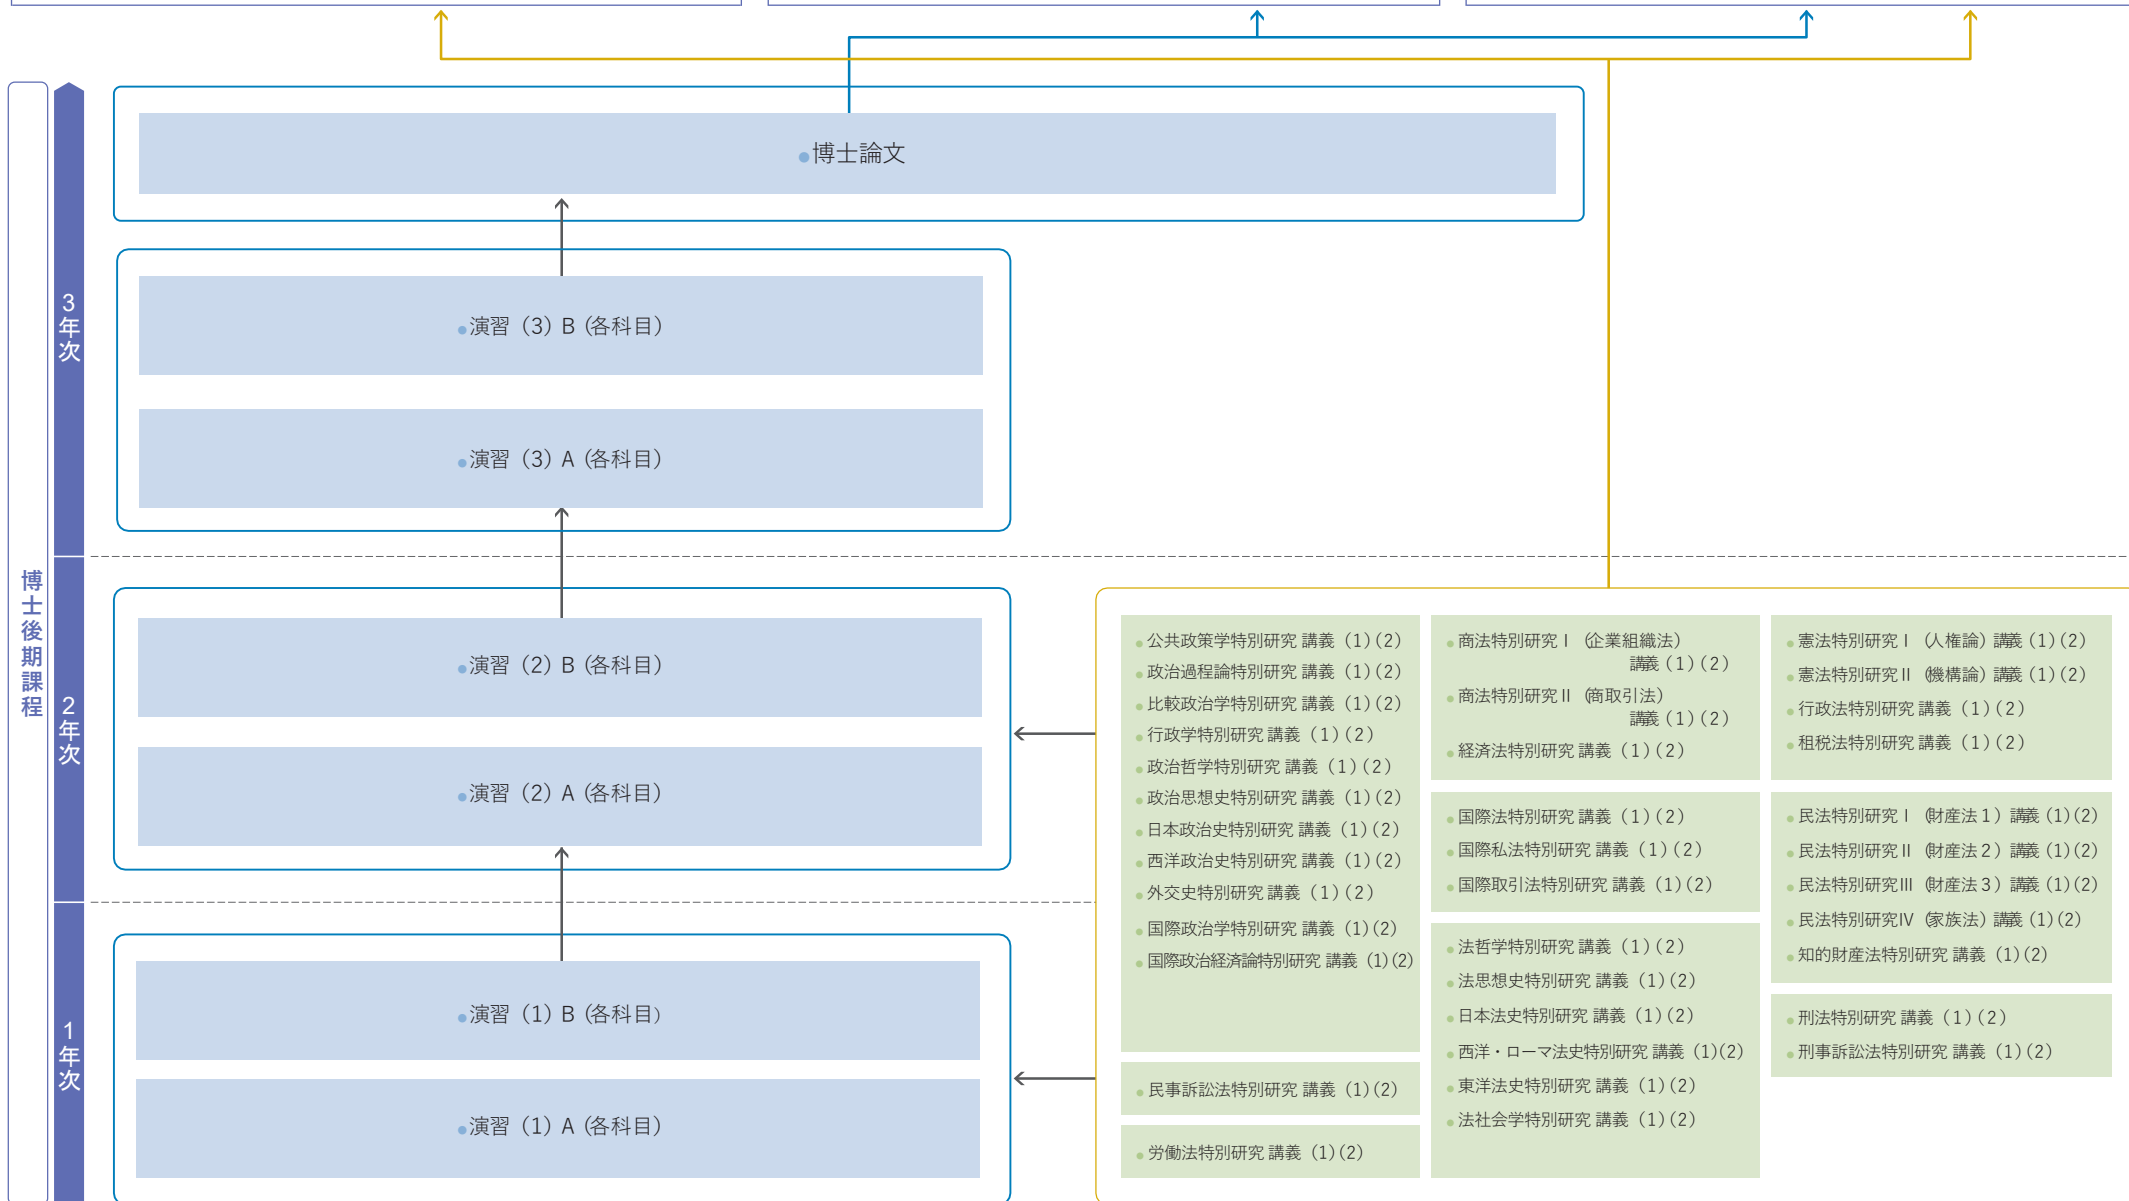 博士後期課程
3年次
2年次
1年次
●博士論文
●演習（3）B（各科目）
●演習（3）A（各科目）
●演習（2）B（各科目）
●演習（2）A（各科目）
●演習（1）B（各科目）
●演習（1）A（各科目）
●公共政策学特別研究 講義（1）（2）
●政治過程論特別研究 講義（1）（2）
●比較政治学特別研究 講義（1）（2）
●行政学特別研究 講義（1）（2）
●政治哲学特別研究 講義（1）（2）
●政治思想史特別研究 講義（1）（2）
●日本政治史特別研究 講義（1）（2）
●西洋政治史特別研究 講義（1）（2）
●外交史特別研究 講義（1）（2）
●国際政治学特別研究 講義（1）（2）
●国際政治経済論特別研究 講義（1）（2）
●民事訴訟法特別研究 講義（1）（2）
●労働法特別研究 講義（1）（2）
●商法特別研究Ⅰ（企業組織法）
講義（1）（2）
●商法特別研究Ⅱ（商取引法）
講義（1）（2）
●経済法特別研究 講義（1）（2）
●国際法特別研究 講義（1）（2）
●国際私法特別研究 講義（1）（2）
●国際取引法特別研究 講義（1）（2）
●法哲学特別研究 講義（1）（2）
●法思想史特別研究 講義（1）（2）
●日本法史特別研究 講義（1）（2）
●西洋・ローマ法史特別研究 講義（1）（2）
●東洋法史特別研究 講義（1）（2）
●法社会学特別研究 講義（1）（2）
●憲法特別研究Ⅰ（人権論）講義（1）（2）
●憲法特別研究Ⅱ（機構論）講義（1）（2）
●行政法特別研究 講義（1）（2）
●租税法特別研究 講義（1）（2）
●民法特別研究Ⅰ（財産法1）講義（1）（2）
●民法特別研究Ⅱ（財産法2）講義（1）（2）
●民法特別研究Ⅲ（財産法3）講義（1）（2）
●民法特別研究Ⅳ（家族法）講義（1）（2）
●知的財産法特別研究 講義（1）（2）
●刑法特別研究 講義（1）（2）
●刑事訴訟法特別研究 講義（1）（2）